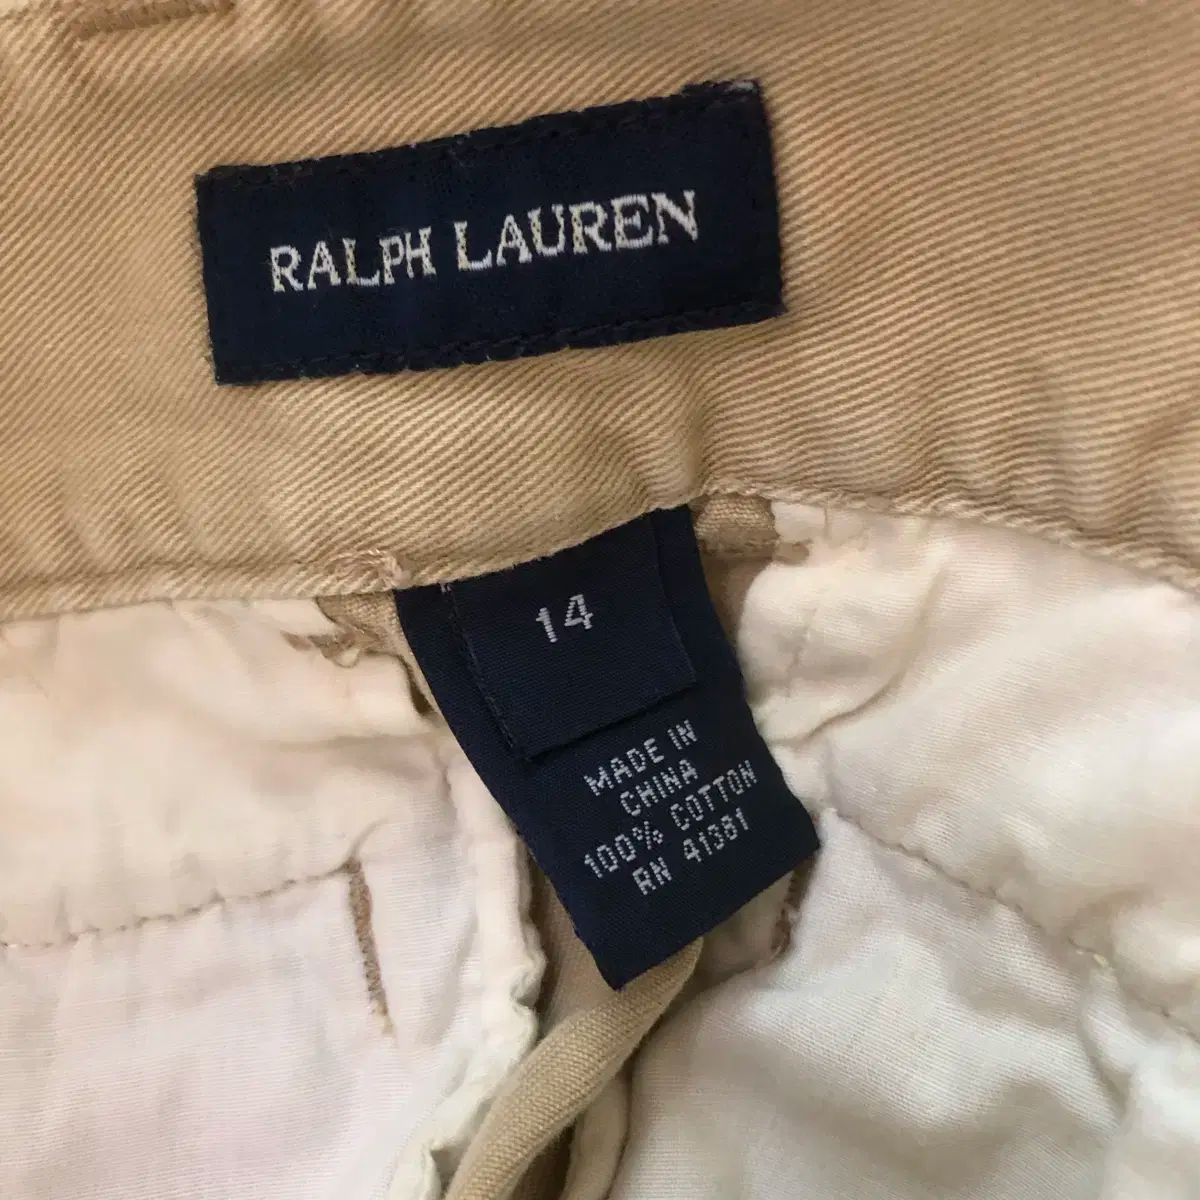 RALPH LAUREN
14
MADE IN
CHINA
100% COTTON
RN 41381